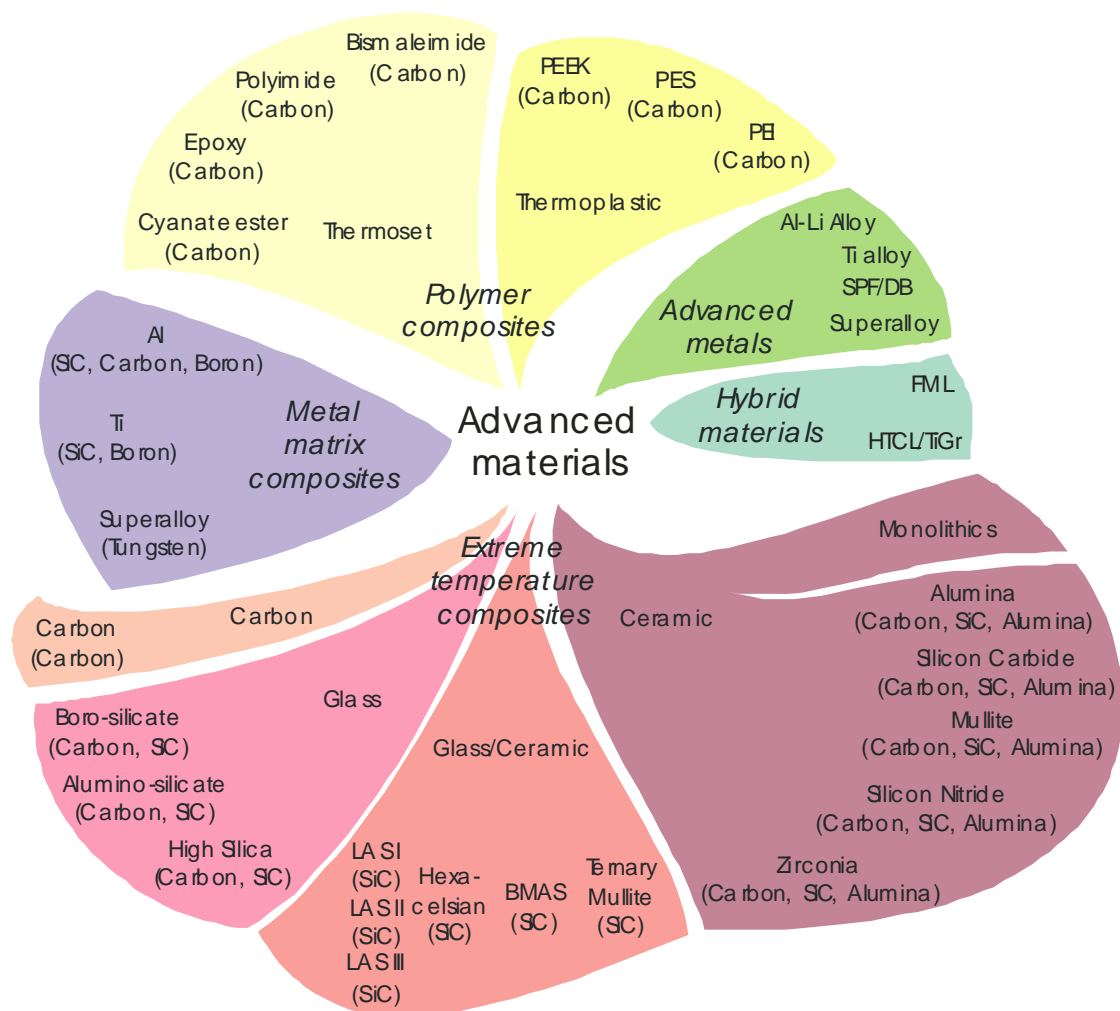 Bismaleimide
(Carbon)
Polyimide
(Carbon)
Epoxy
(Carbon)
Cyanate ester
(Carbon)
Thermoset
PEEK
(Carbon)
PES
(Carbon)
PEI
(Carbon)
Thermoplastic
Polymer
composites
Al-Li Alloy
Ti alloy
SPF/DB
Superalloy
Advanced
metals
FML
HTCL/TiGr
Hybrid
materials
Al
(SiC, Carbon, Boron)
Ti
(SiC, Boron)
Superalloy
(Tungsten)
Metal
matrix
composites
Advanced
materials
Extreme
temperature
composites
Carbon
Carbon
(Carbon)
Glass
Boro-silicate
(Carbon, SiC)
Alumino-silicate
(Carbon, SiC)
High Silica
(Carbon, SiC)
Glass/Ceramic
LAS I
(SiC)
LAS II
(SiC)
LAS III
(SiC)
Hexa-
celsian
(SiC)
BMAS
(SiC)
Ternary
Mullite
(SiC)
Monolithics
Ceramic
Alumina
(Carbon, SiC, Alumina)
Silicon Carbide
(Carbon, SiC, Alumina)
Mullite
(Carbon, SiC, Alumina)
Silicon Nitride
(Carbon, SiC, Alumina)
Zirconia
(Carbon, SiC, Alumina)